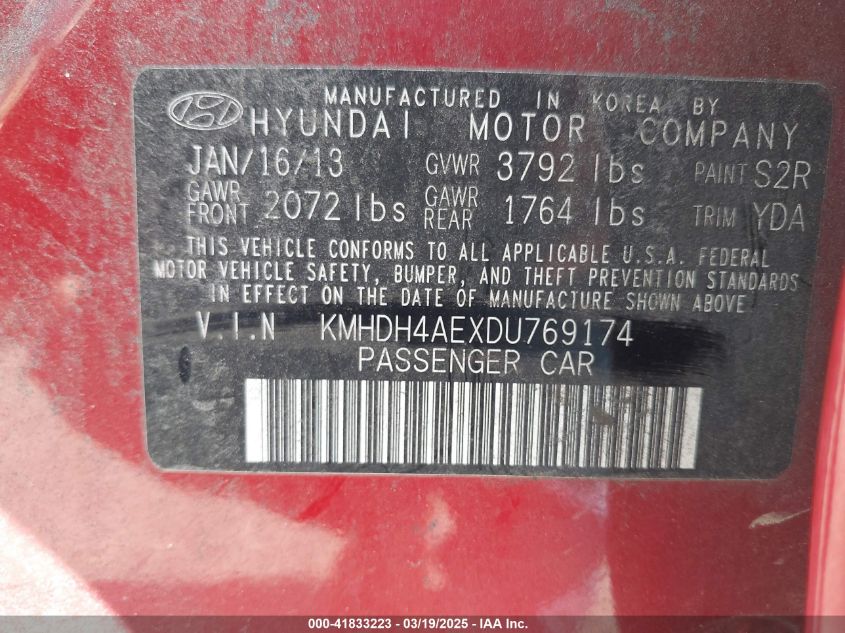 MANUFACTURED IN KOREA BY
HYUNDAI MOTOR COMPANY
JAN/16/13 GVWR 3792 lbs PAINT S2R
GAWR FRONT 2072 lbs GAWR REAR 1764 lbs TRIM YDA
THIS VEHICLE CONFORMS TO ALL APPLICABLE U.S.A. FEDERAL
MOTOR VEHICLE SAFETY, BUMPER, AND THEFT PREVENTION STANDARDS
IN EFFECT ON THE DATE OF MANUFACTURE SHOWN ABOVE
V.I.N KMHDH4AEXDU769174
PASSENGER CAR
000-41833223 - 03/19/2025 - IAA Inc.